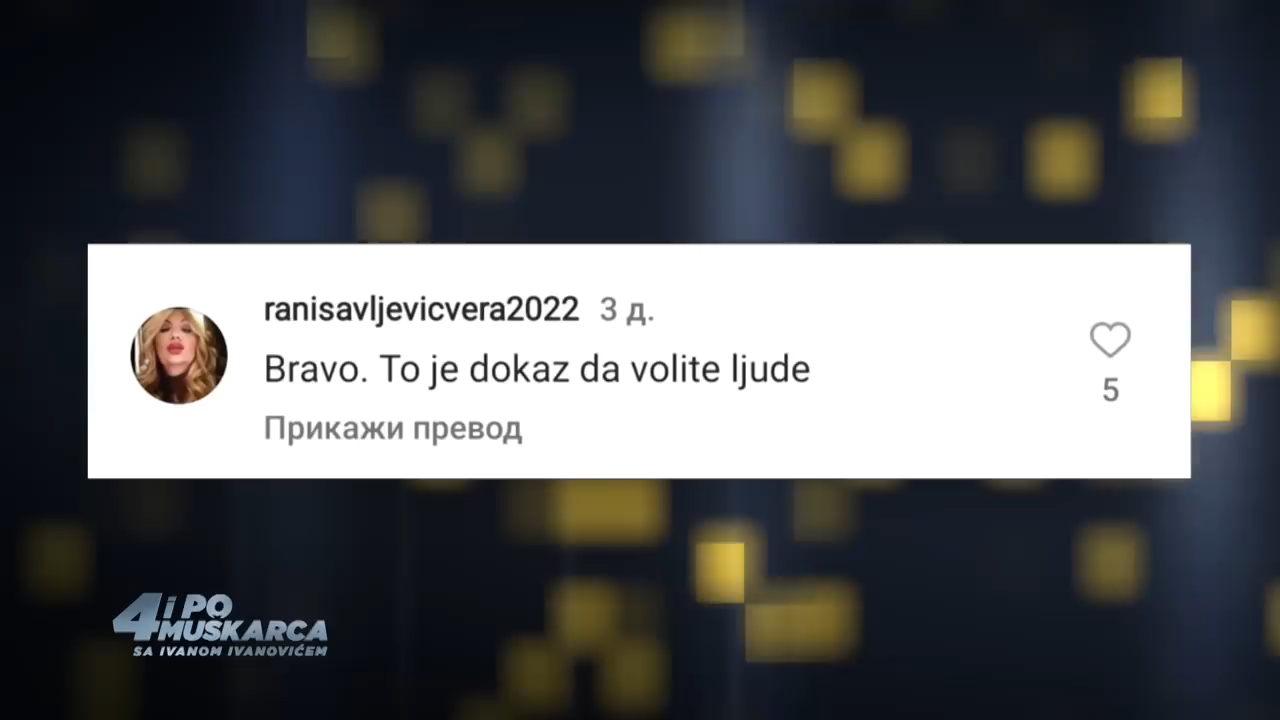 ranisavljevicvera2022 3 д.
Bravo. To je dokaz da volite ljude
5
Прикажи превод
4 i PO
MUŠKARCA
SA IVANOM IVANOVIĆEM